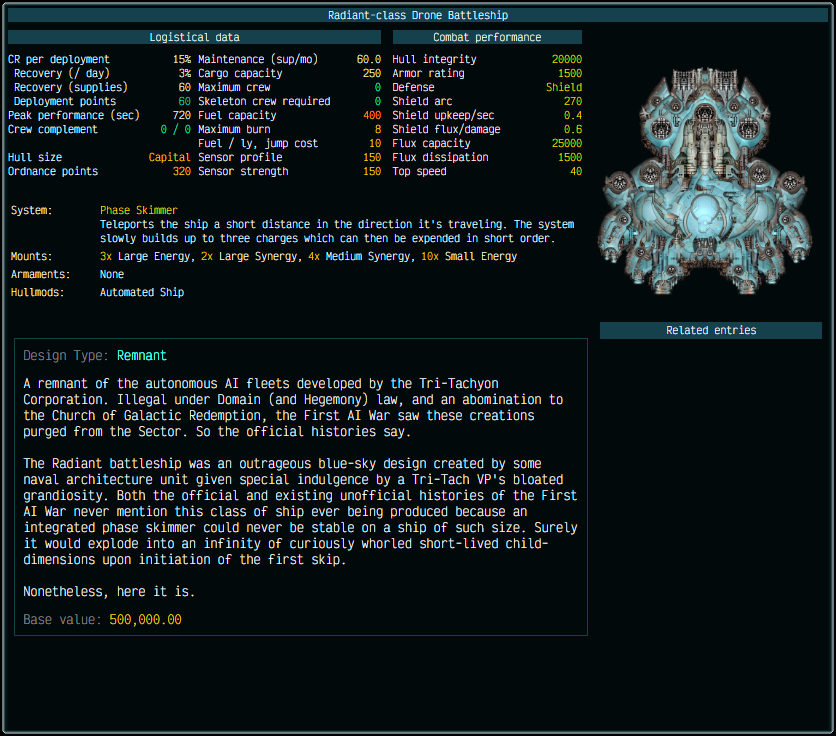 Radiant-class Drone Battleship
Logistical data
CR per deployment 15%
Recovery (/ day) 3%
Recovery (supplies) 60
Deployment points 60
Peak performance (sec) 720
Crew complement 0 / 0
Hull size Capital
Ordnance points 320
Maintenance (sup/mo) 60.0
Cargo capacity 250
Maximum crew 0
Skeleton crew required 0
Fuel capacity 400
Maximum burn 8
Fuel / ly, jump cost 10
Sensor profile 150
Sensor strength 150
Combat performance
Hull integrity 20000
Armor rating 1500
Defense Shield
Shield arc 270
Shield upkeep/sec 0.4
Shield flux/damage 0.6
Flux capacity 25000
Flux dissipation 1500
Top speed 40
System: Phase Skimmer
Teleports the ship a short distance in the direction it's traveling. The system
slowly builds up to three charges which can then be expended in short order.
Mounts: 3x Large Energy, 2x Large Synergy, 4x Medium Synergy, 10x Small Energy
Armaments: None
Hullmods: Automated Ship
Related entries
Design Type: Remnant
A remnant of the autonomous AI fleets developed by the Tri-Tachyon
Corporation. Illegal under Domain (and Hegemony) law, and an abomination to
the Church of Galactic Redemption, the First AI War saw these creations
purged from the Sector. So the official histories say.
The Radiant battleship was an outrageous blue-sky design created by some
naval architecture unit given special indulgence by a Tri-Tach VP's bloated
grandiosity. Both the official and existing unofficial histories of the First
AI War never mention this class of ship ever being produced because an
integrated phase skimmer could never be stable on a ship of such size. Surely
it would explode into an infinity of curiously whorled short-lived child-
dimensions upon initiation of the first skip.
Nonetheless, here it is.
Base value: 500,000.00